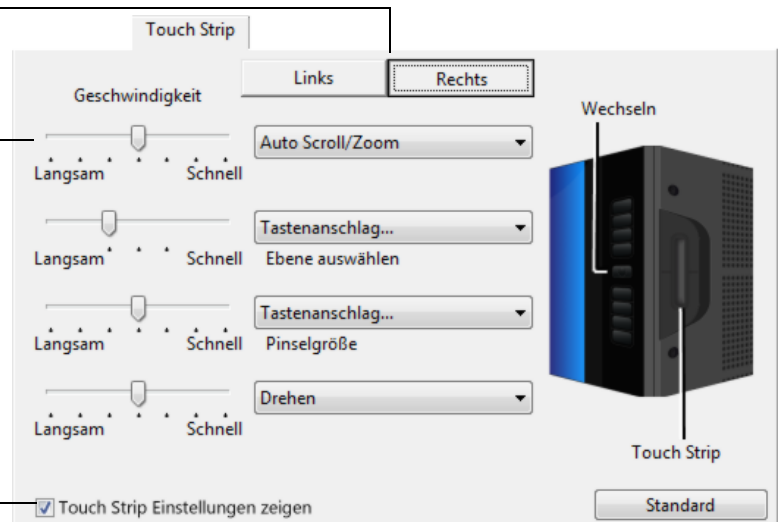 Touch Strip
Links
Rechts
Geschwindigkeit
Wechseln
Auto Scroll/Zoom
Langsam
Schnell
Tastenanschlag...
Langsam
Schnell
Ebene auswählen
Tastenanschlag...
Langsam
Schnell
Pinselgröße
Drehen
Langsam
Schnell
Touch Strip
Touch Strip Einstellungen zeigen
Standard